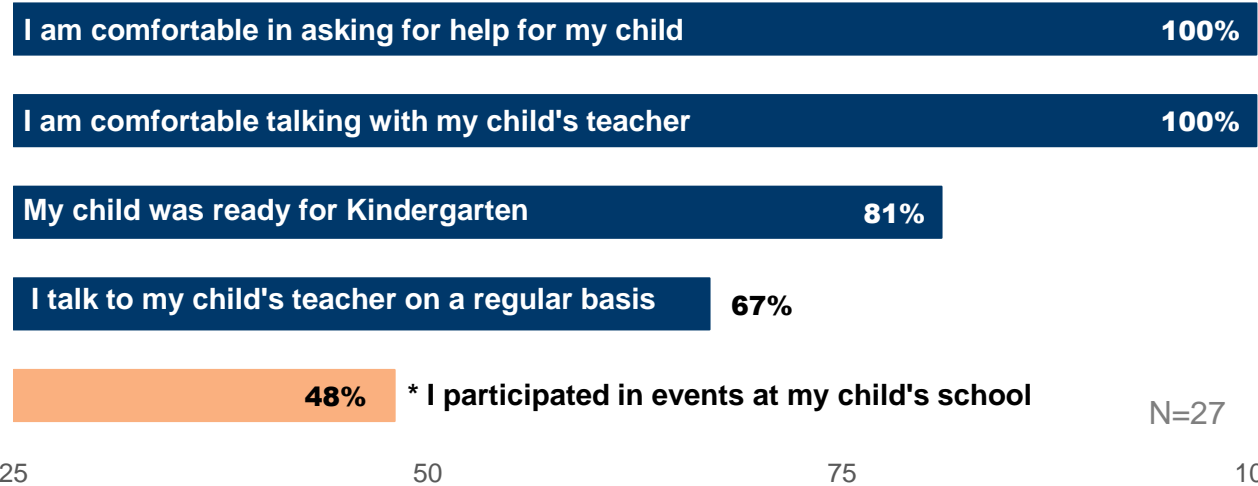 I am comfortable in asking for help for my child 100%
I am comfortable talking with my child's teacher 100%
My child was ready for Kindergarten 81%
I talk to my child's teacher on a regular basis 67%
48% * I participated in events at my child's school
N=27
25 50 75 10